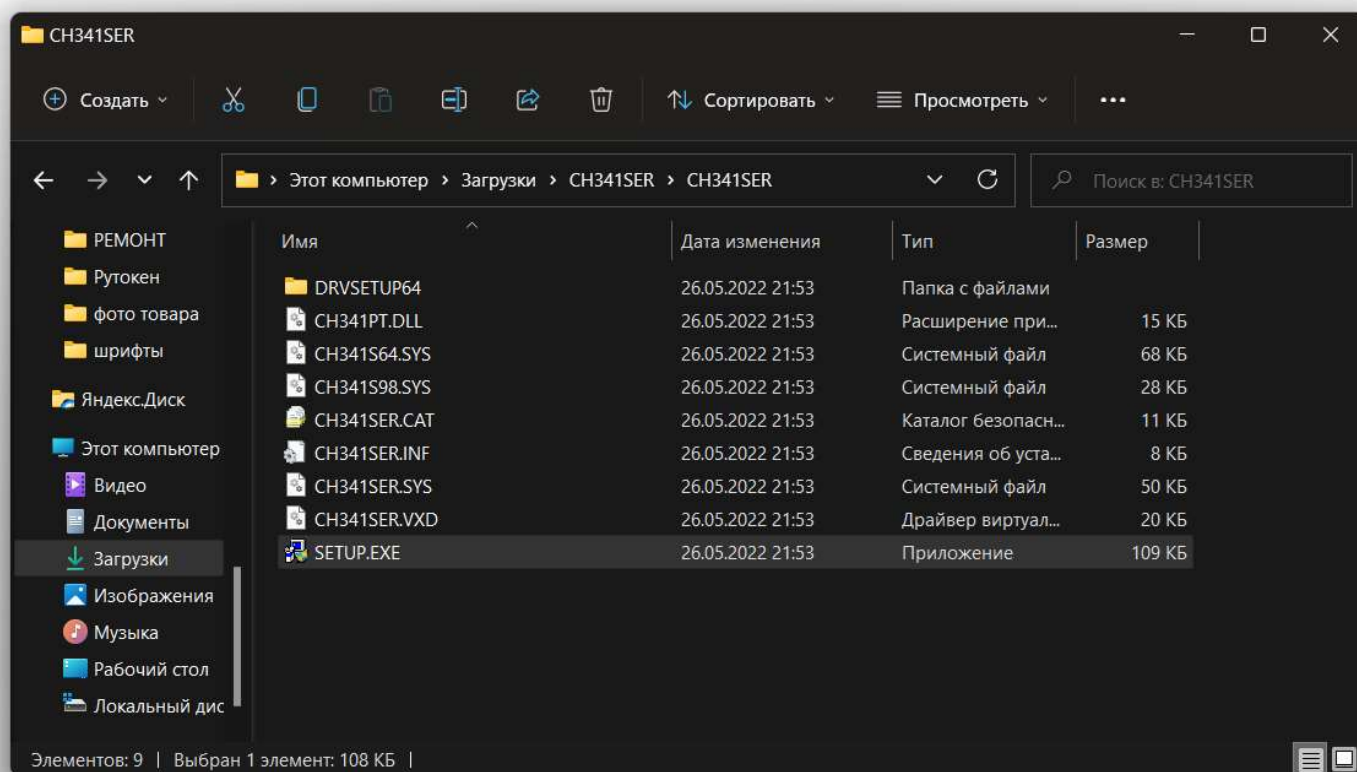 CH341SER
Создать
Сортировать
Просмотреть
Этот компьютер > Загрузки > CH341SER > CH341SER
Поиск в: CH341SER
РЕМОНТ
Рутокен
фото товара
шрифты
Яндекс.Диск
Этот компьютер
Видео
Документы
Загрузки
Изображения
Музыка
Рабочий стол
Локальный дис
Имя Дата изменения Тип Размер
DRVSETUP64 26.05.2022 21:53 Папка с файлами
CH341PT.DLL 26.05.2022 21:53 Расширение при... 15 КБ
CH341S64.SYS 26.05.2022 21:53 Системный файл 68 КБ
CH341S98.SYS 26.05.2022 21:53 Системный файл 28 КБ
CH341SER.CAT 26.05.2022 21:53 Каталог безопасн... 11 КБ
CH341SER.INF 26.05.2022 21:53 Сведения об уста... 8 КБ
CH341SER.SYS 26.05.2022 21:53 Системный файл 50 КБ
CH341SER.VXD 26.05.2022 21:53 Драйвер виртуал... 20 КБ
SETUP.EXE 26.05.2022 21:53 Приложение 109 КБ
Элементов: 9 | Выбран 1 элемент: 108 КБ |